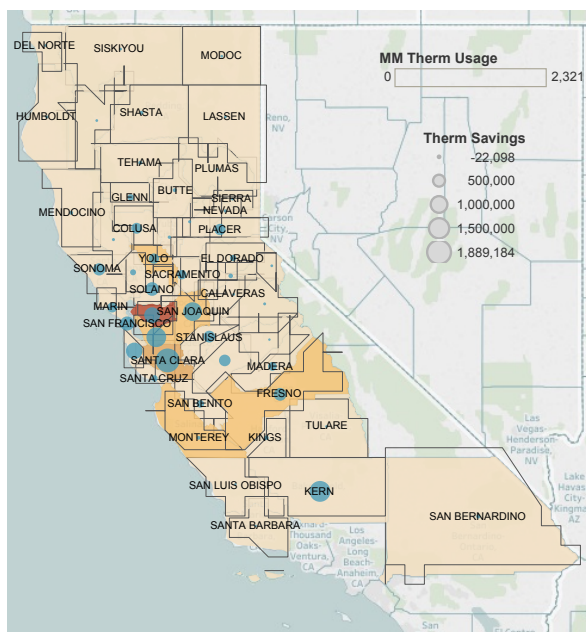 DEL NORTE
SISKIYOU
MODOC
MM Therm Usage
0
2,321
HUMBOLDT
SHASTA
LASSEN
Reno,
NV
Therm Savings
-22,098
500,000
1,000,000
1,500,000
1,889,184
TEHAMA
PLUMAS
BUTTE
GLENN
SIERRA
NEVADA
MENDOCINO
COLUSA
PLACER
Carson
City,
NV
YOLO
EL DORADO
SONOMA
SACRAMENTO
SOLANO
CALAVERAS
MARIN
SAN JOAQUIN
SAN FRANCISCO
STANISLAUS
SANTA CLARA
MADERA
SANTA CRUZ
FRESNO
SAN BENITO
TULARE
MONTEREY
KINGS
Las
Vegas-
Henderson-
Paradise,
NV
SAN LUIS OBISPO
KERN
Lake
Havas
City-
Kingma
AZ
SAN BERNARDINO
SANTA BARBARA
Thousand
Oaks-
Ventura,
CA
Los
Angeles-
Long
Beach-
Anaheim,
CA
San